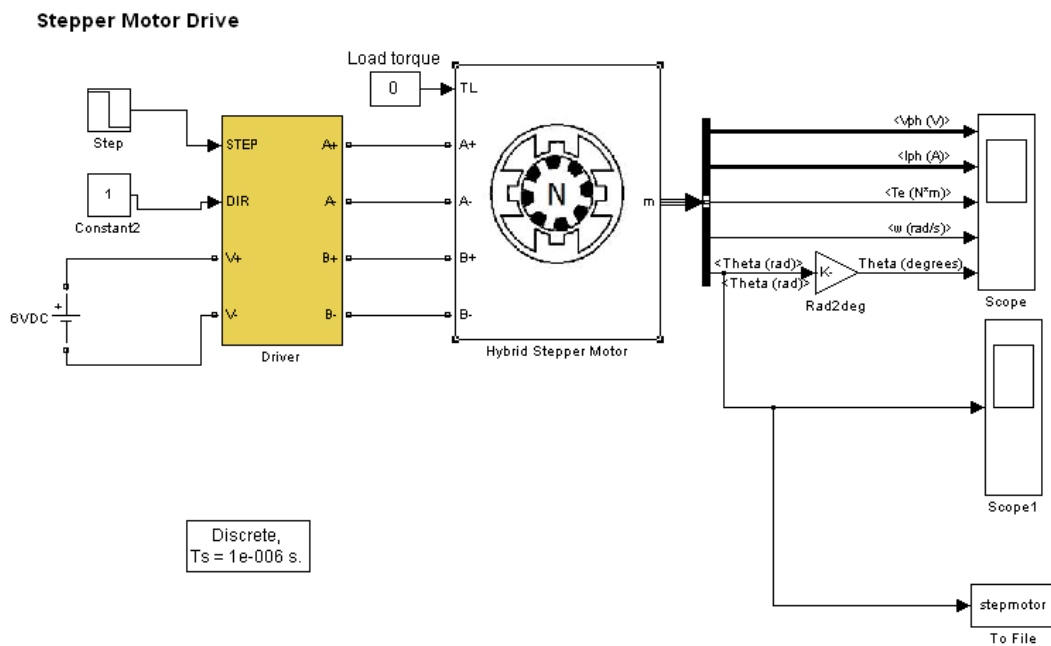 Stepper Motor Drive
Load torque
0
TL
Step
STEP
A+
A+
<Vph (V)>
<Iph (A)>
1
Constant2
DIR
A-
A-
N
m
<Te (N*m)>
<w (rad/s)>
V+
B+
B+
<Theta (rad)>
<Theta (rad)>
K-
Rad2deg
Theta (degrees)
Scope
+
6VDC
V-
B-
B-
Driver
Hybrid Stepper Motor
Scope1
Discrete,
Ts = 1e-006 s.
stepmotor
To File